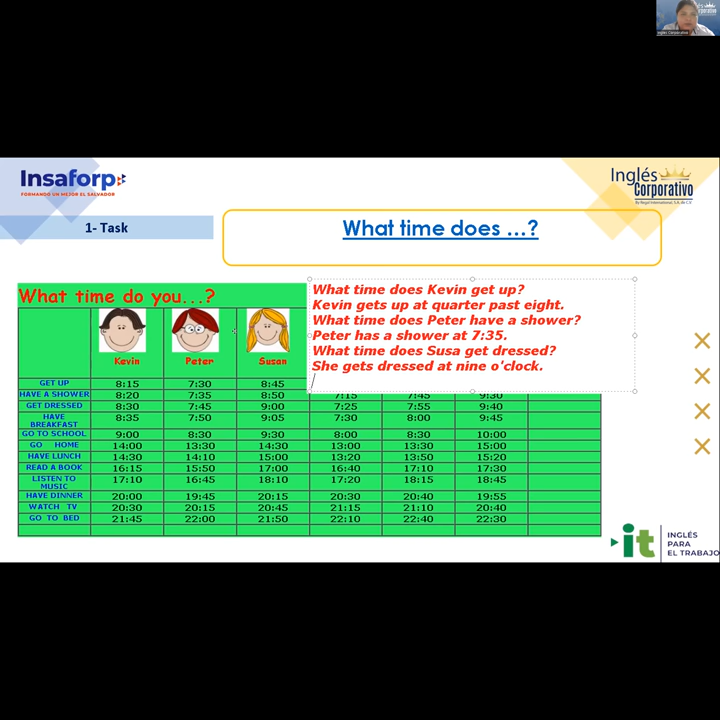 Inglés Corporativo
Insaforp
FORMANDO UN MEJOR EL SALVADOR
Inglés
Corporativo
1- Task
What time does ...?
What time do you...?
What time does Kevin get up?
Kevin gets up at quarter past eight.
What time does Peter have a shower?
Peter has a shower at 7:35.
What time does Susa get dressed?
She gets dressed at nine o'clock.
Kevin Peter Susan
GET UP 8:15 7:30 8:45
HAVE A SHOWER 8:20 7:35 8:50 7:15 7:45 9:30
GET DRESSED 8:30 7:45 9:00 7:25 7:55 9:40
HAVE BREAKFAST 8:35 7:50 9:05 7:30 8:00 9:45
GO TO SCHOOL 9:00 8:30 9:30 8:00 8:30 10:00
GO HOME 14:00 13:30 14:30 13:00 13:30 15:00
HAVE LUNCH 14:30 14:10 15:00 13:20 13:50 15:20
READ A BOOK 16:15 15:50 17:00 16:40 17:10 17:30
LISTEN TO MUSIC 17:10 16:45 18:10 17:20 18:15 18:45
HAVE DINNER 20:00 19:45 20:15 20:30 20:40 19:55
WATCH TV 20:30 20:15 20:45 21:15 21:10 20:40
GO TO BED 21:45 22:00 21:50 22:10 22:40 22:30
it
INGLÉS
PARA
EL TRABAJO